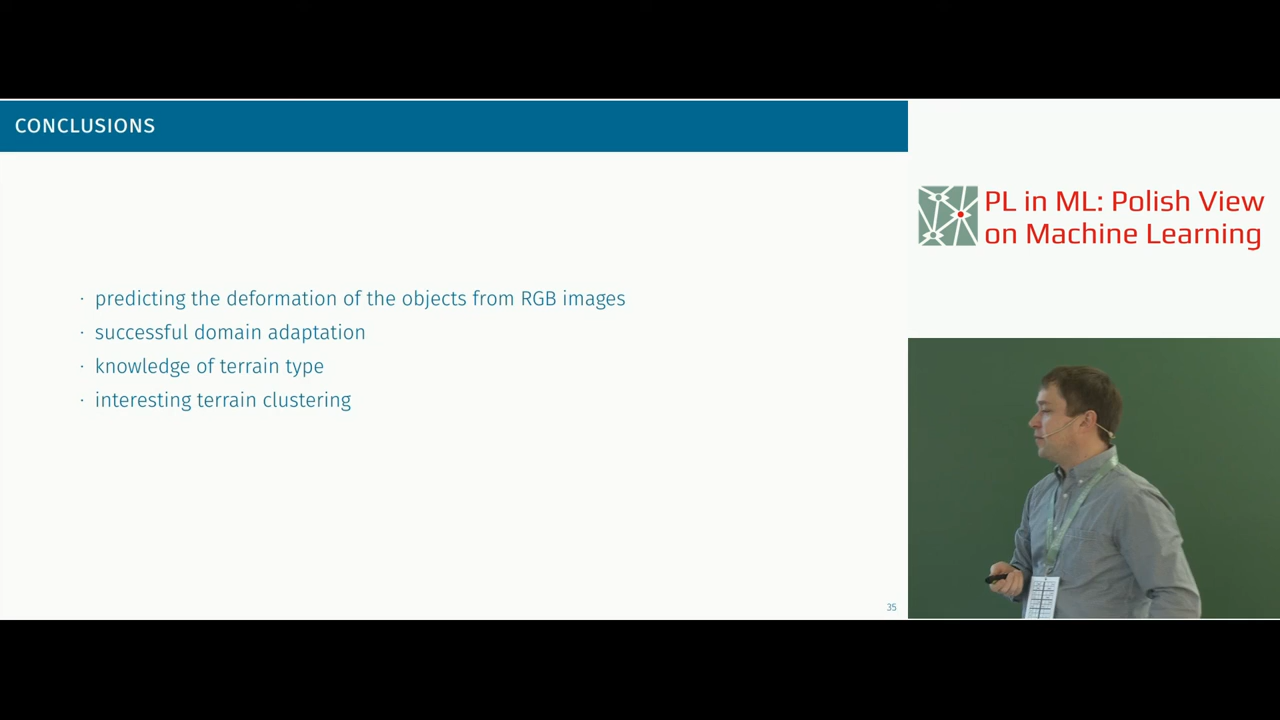 CONCLUSIONS
PL in ML: Polish View
on Machine Learning
· predicting the deformation of the objects from RGB images
· successful domain adaptation
· knowledge of terrain type
· interesting terrain clustering
35